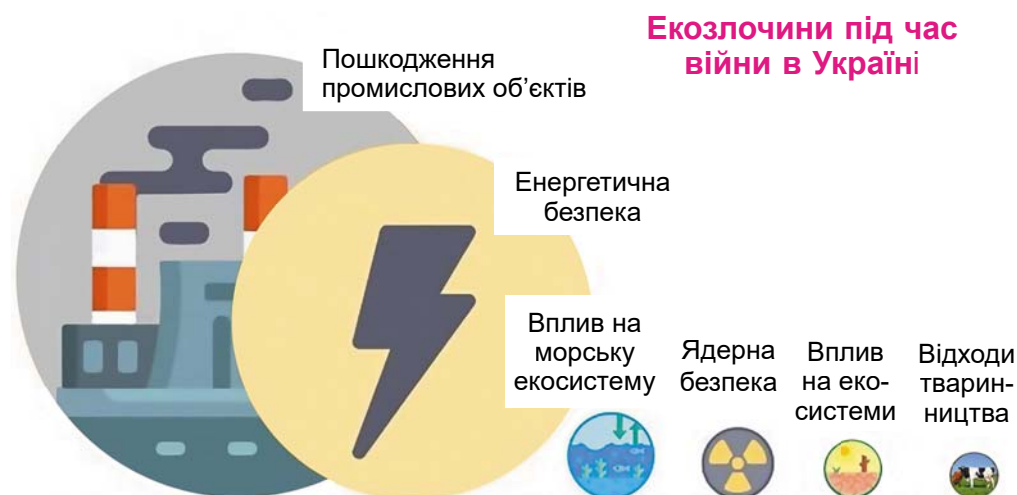 Екозлочини під час
війни в Україні
Пошкодження
промислових об’єктів
Енергетична
безпека
Вплив на
морську
екосистему
Ядерна
безпека
Вплив
на еко-
системи
Відходи
тварин-
ництва